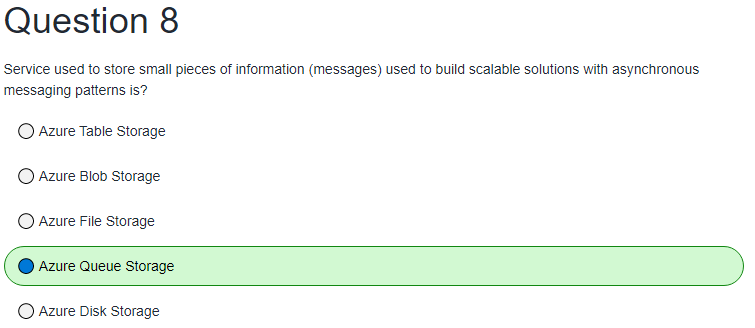 Question 8
Service used to store small pieces of information (messages) used to build scalable solutions with asynchronous
messaging patterns is?
Azure Table Storage
Azure Blob Storage
Azure File Storage
Azure Queue Storage
Azure Disk Storage